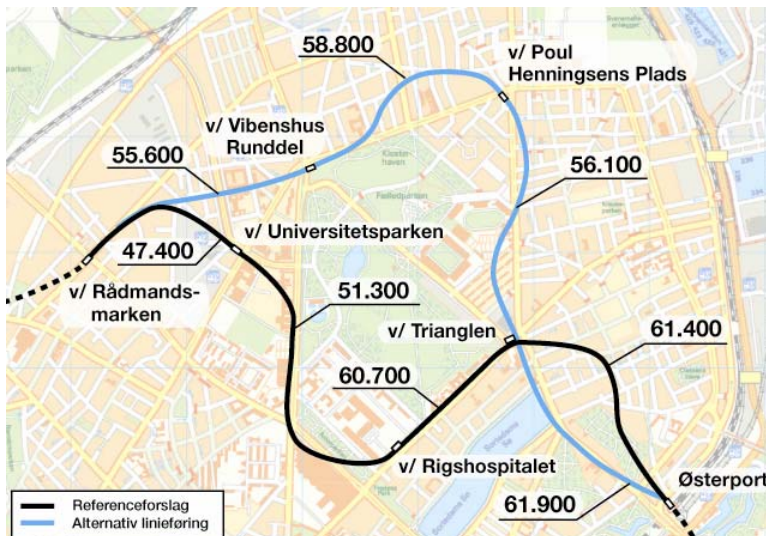 58.800
v/ Poul
Henningsens Plads
v/ Vibenshus
Runddel
55.600
56.100
v/ Universitetsparken
47.400
v/ Rådmands-
marken
51.300
v/ Trianglen
61.400
60.700
v/ Rigshospitalet
Østerport
61.900
Referenceforslag
Alternativ linieføring